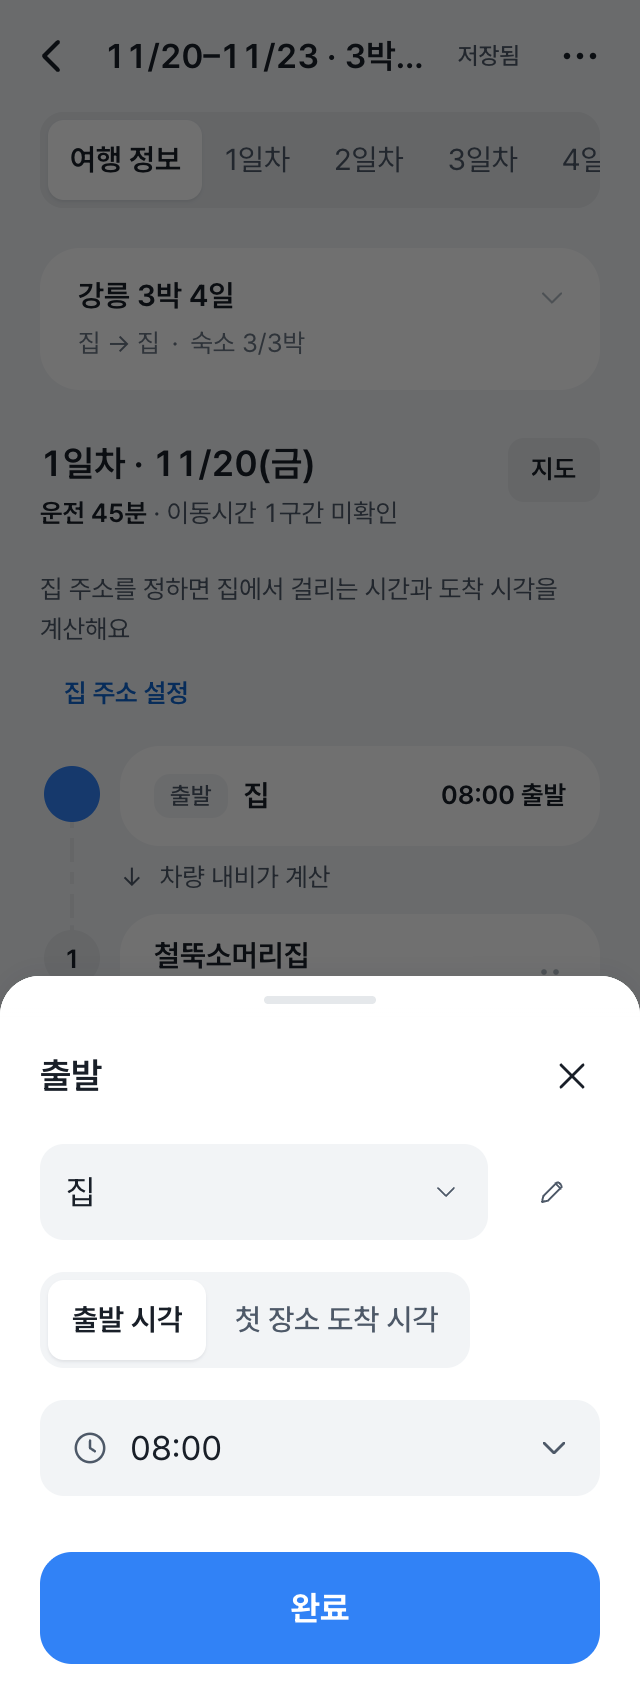 11/20–11/23 · 3박... 저장됨
여행 정보 1일차 2일차 3일차 4일
강릉 3박 4일
집 → 집 · 숙소 3/3박
1일차 · 11/20(금) 지도
운전 45분 · 이동시간 1구간 미확인
집 주소를 정하면 집에서 걸리는 시간과 도착 시각을
계산해요
집 주소 설정
출발 집 08:00 출발
↓ 차량 내비가 계산
1 철뚝소머리집
출발
집
출발 시각 첫 장소 도착 시각
08:00
완료